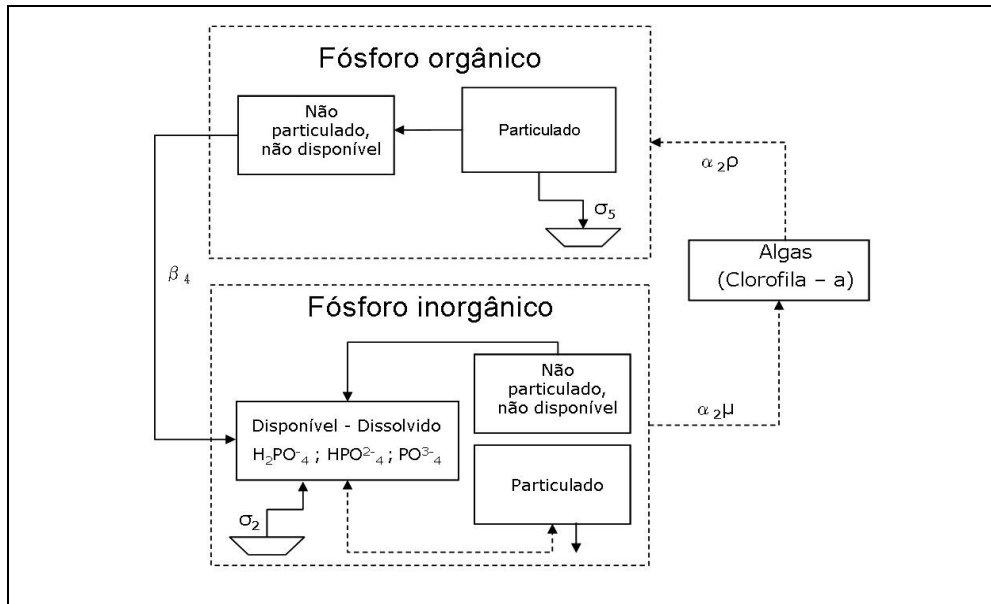 Fósforo orgânico
Não
particulado,
não disponível
Particulado
σ5
α2ρ
Algas
(Clorofila – a)
β4
Fósforo inorgânico
Não
particulado,
não disponível
α2μ
Disponível - Dissolvido
H2PO-4 ; HPO2-4 ; PO3-4
Particulado
σ2